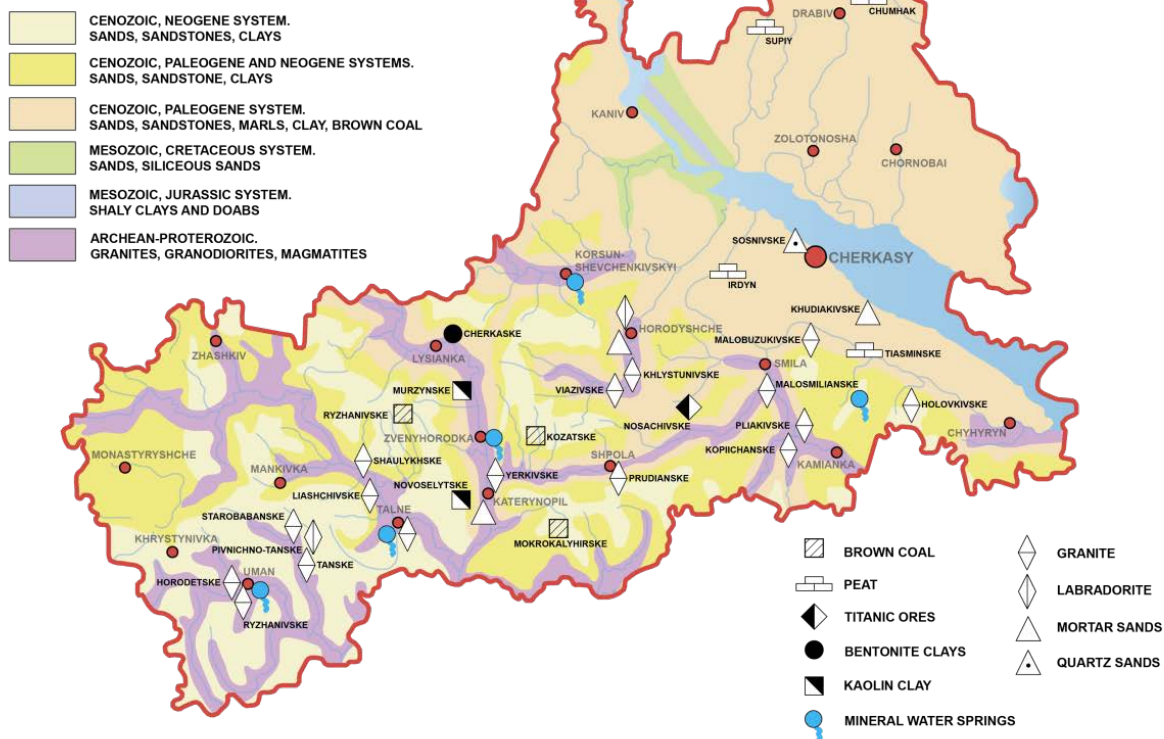 CENOZOIC, NEOGENE SYSTEM.
SANDS, SANDSTONES, CLAYS
CENOZOIC, PALEOGENE AND NEOGENE SYSTEMS.
SANDS, SANDSTONE, CLAYS
CENOZOIC, PALEOGENE SYSTEM.
SANDS, SANDSTONES, MARLS, CLAY, BROWN COAL
MESOZOIC, CRETACEOUS SYSTEM.
SANDS, SILICEOUS SANDS
MESOZOIC, JURASSIC SYSTEM.
SHALY CLAYS AND DOABS
ARCHEAN-PROTEROZOIC.
GRANITES, GRANODIORITES, MAGMATITES
DRABIV
CHUMHAK
SUPIY
KANIV
ZOLOTONOSHA
CHORNOBAI
SOSNIVSKE
CHERKASY
KORSUN-
SHEVCHENKIVSKYI
IRDYN
KHUDIAKIVSKE
HORODYSHCHE
MALOBUZUKIVSKE
CHERKASKE
LYSIANKA
ZHASHKIV
TIASMINSKE
SMILA
KHLYSTUNIVSKE
MALOSMILIANSKE
MURZYNSKE
VIAZIVSKE
HOLOVKIVSKE
RYZHANIVSKE
NOSACHIVSKE
PLIAKIVSKE
CHYHYRYN
ZVENYHORODKA
KOZATSKE
KOPIICHANSKE
MONASTYRYSHCHE
SHAULYKHSKE
SHPOLA
KAMIANKA
MANKIVKA
YERKIVSKE
PRUDIANSKE
NOVOSELYTSKE
LIASHCHIVSKE
KATERYNOPIL
TALNE
STAROBABANSKE
KHRYSTYNIVKA
PIVNICHNO-TANSKE
MOKROKALYHIRSKE
TANSKE
UMAN
HORODETSKE
RYZHANIVSKE
BROWN COAL
PEAT
TITANIC ORES
BENTONITE CLAYS
KAOLIN CLAY
MINERAL WATER SPRINGS
GRANITE
LABRADORITE
MORTAR SANDS
QUARTZ SANDS